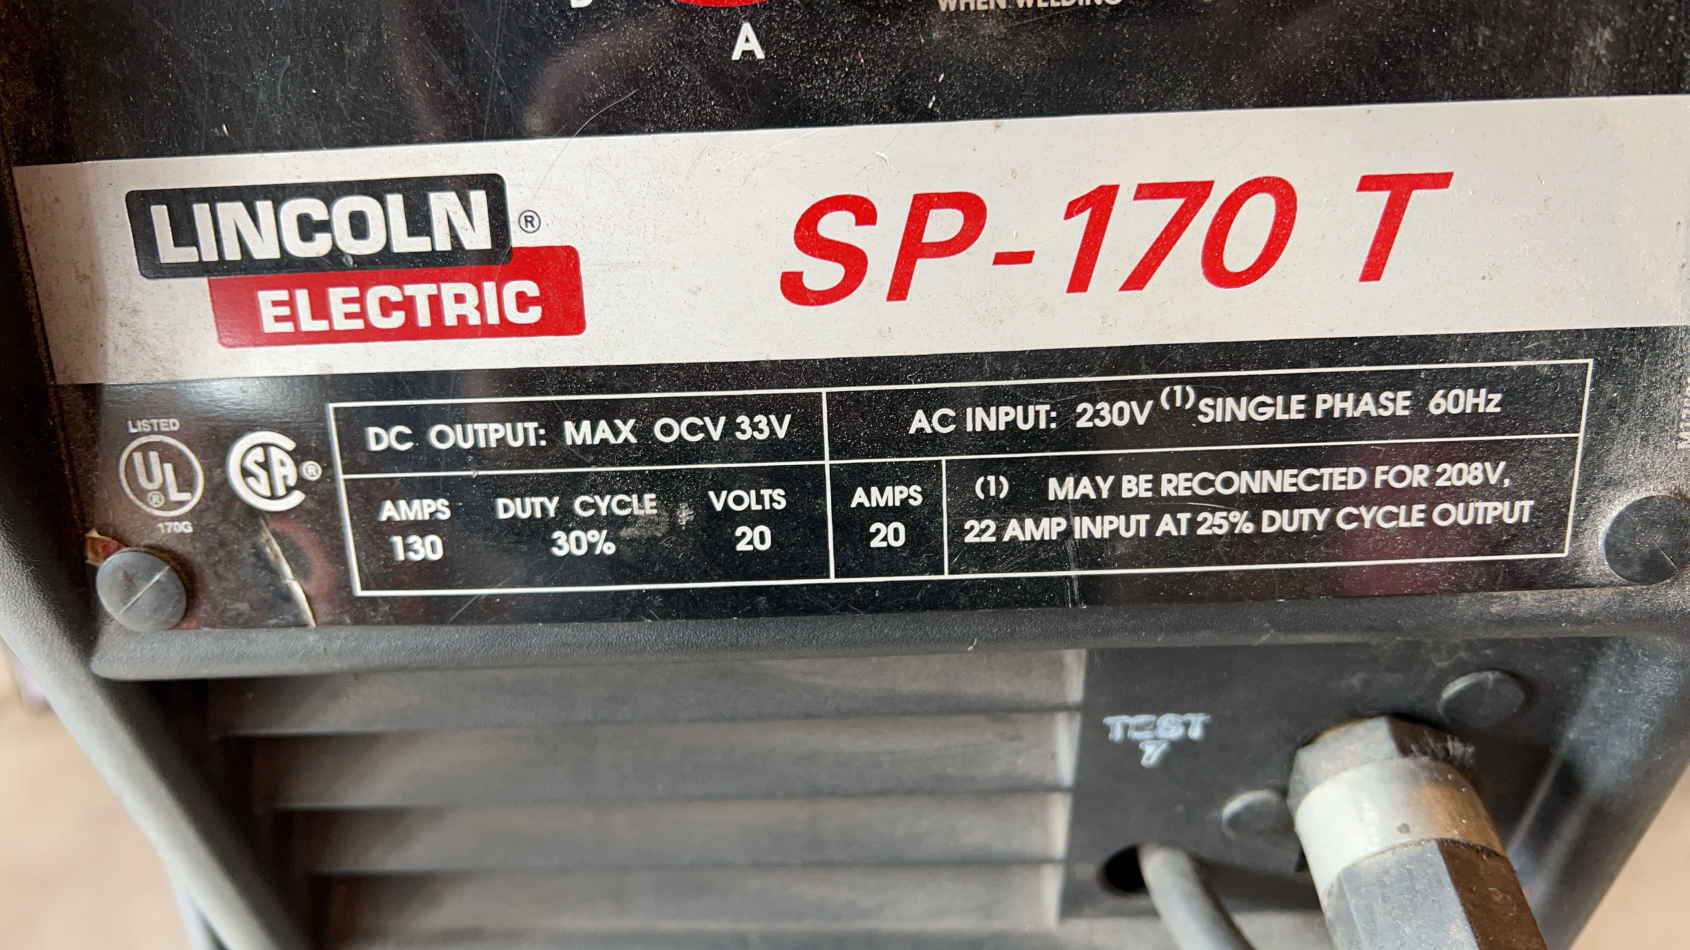 A
WHEN WELDING
LINCOLN ®
ELECTRIC
SP-170 T
LISTED
UL ®
170G
SA ®
DC OUTPUT: MAX OCV 33V
AC INPUT: 230V (1) SINGLE PHASE 60Hz
AMPS DUTY CYCLE VOLTS
130 30% 20
AMPS
20
(1) MAY BE RECONNECTED FOR 208V,
22 AMP INPUT AT 25% DUTY CYCLE OUTPUT
TEST
7